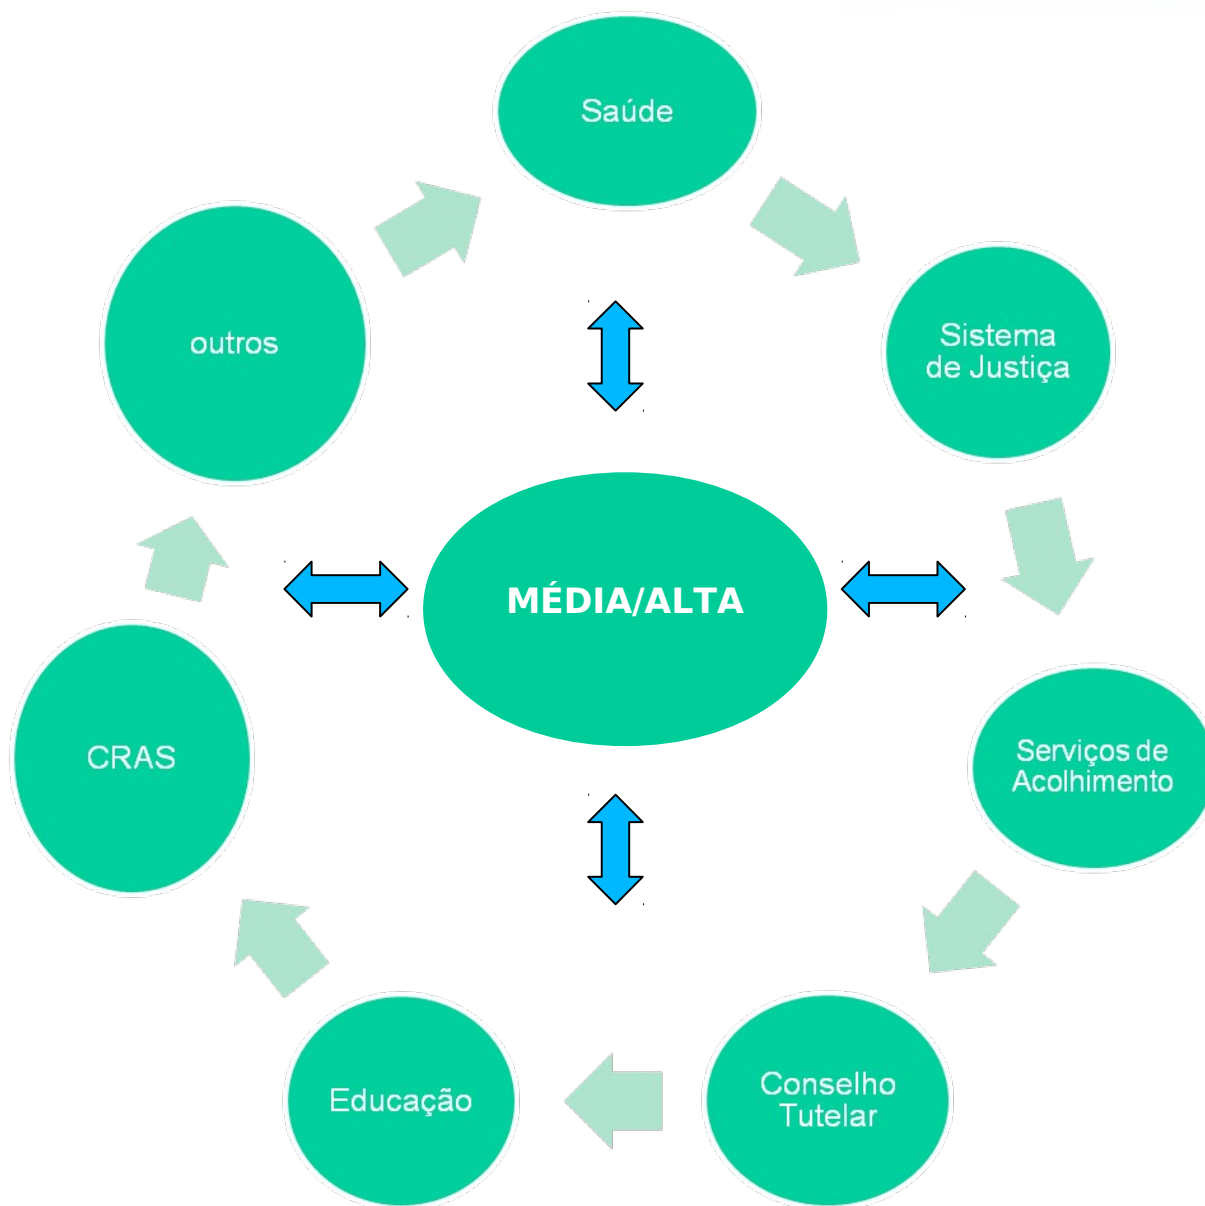 Saúde
outros
Sistema
de Justiça
MÉDIA/ALTA
CRAS
Serviços de
Acolhimento
Educação
Conselho
Tutelar